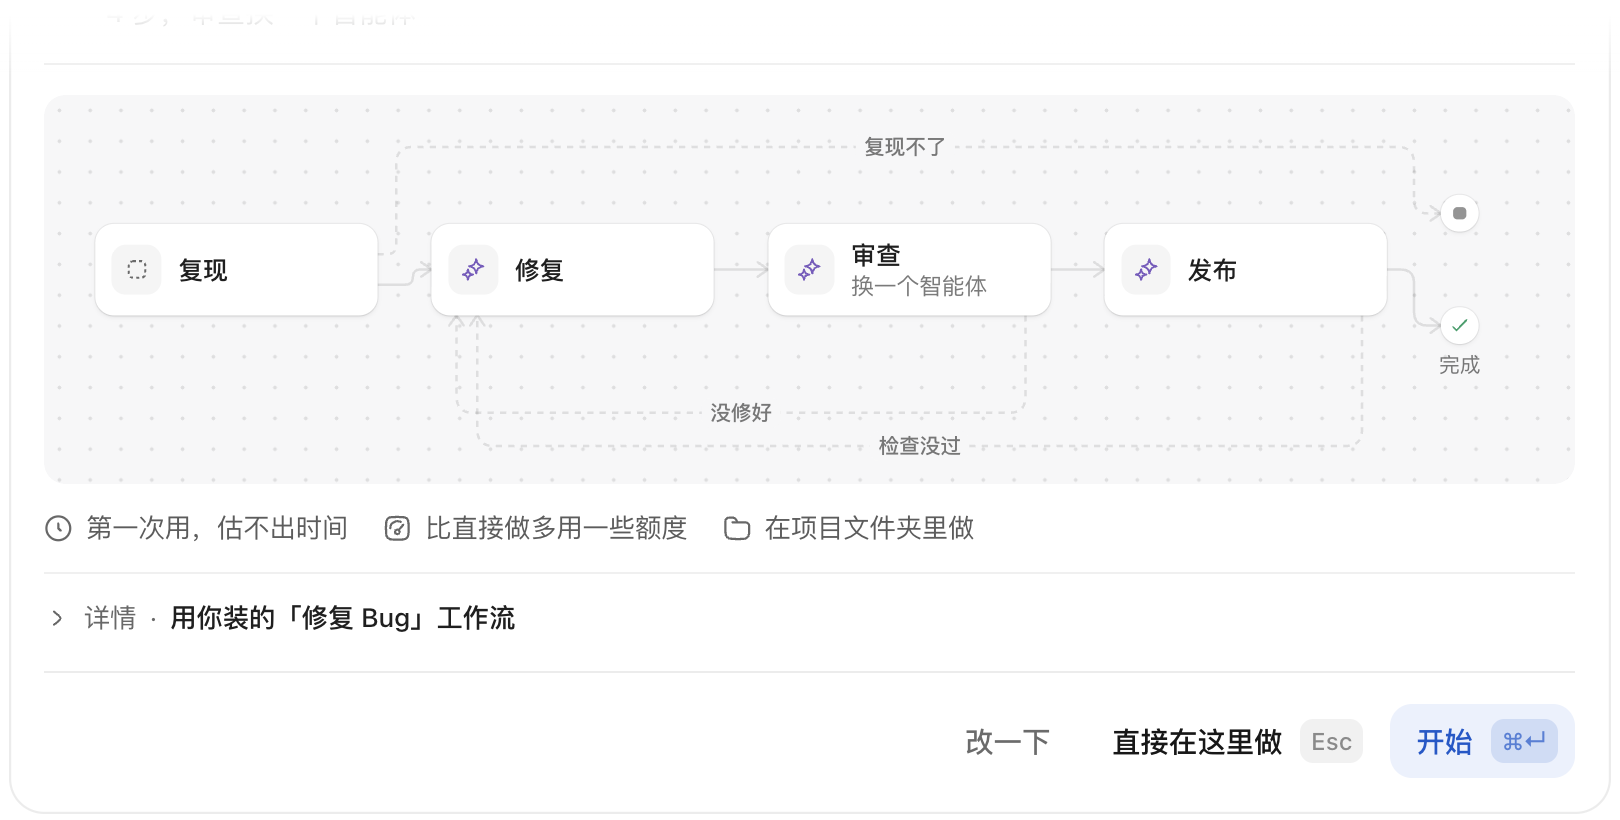 复现不了
复现
修复
审查
换一个智能体
发布
完成
没修好
检查没过
第一次用，估不出时间
比直接做多用一些额度
在项目文件夹里做
详情 · 用你装的「修复 Bug」工作流
改一下
直接在这里做 Esc
开始 ⌘↵